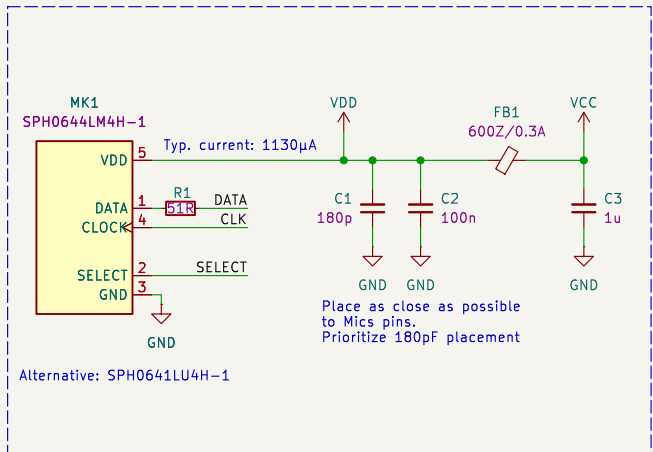 MK1
SPH0644LM4H-1
VDD
5
Typ. current: 1130µA
VDD
FB1
600Z/0.3A
VCC
DATA
1
R1
51R
DATA
CLOCK
4
CLK
SELECT
2
SELECT
GND
3
GND
C1
180p
C2
100n
C3
1u
GND
GND
GND
Place as close as possible
to Mics pins.
Prioritize 180pF placement
Alternative: SPH0641LU4H-1